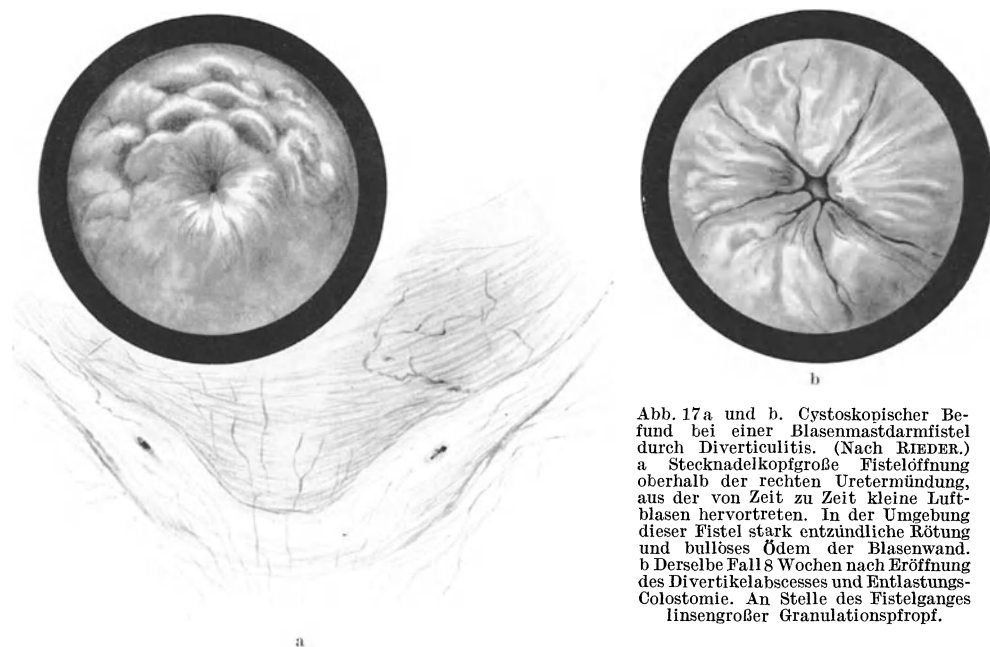 b
Abb. 17a und b. Cystoskopischer Be-
fund bei einer Blasenmastdarmfistel
durch Diverticulitis. (Nach RIEDER.)
a Stecknadelkopfgroße Fistelöffnung
oberhalb der rechten Uretermündung,
aus der von Zeit zu Zeit kleine Luft-
blasen hervortreten. In der Umgebung
dieser Fistel stark entzündliche Rötung
und bullöses Ödem der Blasenwand.
b Derselbe Fall 8 Wochen nach Eröffnung
des Divertikelabscesses und Entlastungs-
Colostomie. An Stelle des Fistelganges
linsengroßer Granulationspfropf.
a